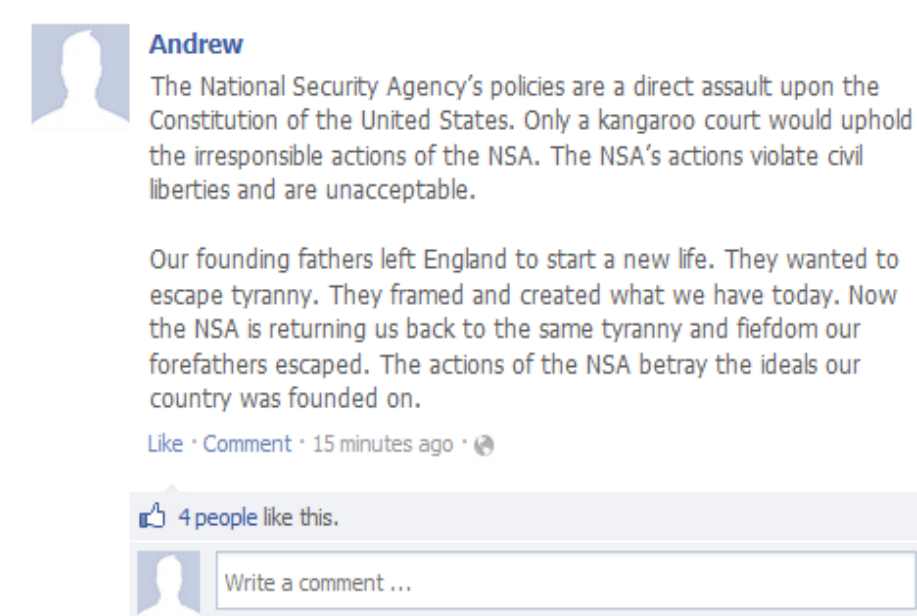 Andrew
The National Security Agency’s policies are a direct assault upon the
Constitution of the United States. Only a kangaroo court would uphold
the irresponsible actions of the NSA. The NSA’s actions violate civil
liberties and are unacceptable.
Our founding fathers left England to start a new life. They wanted to
escape tyranny. They framed and created what we have today. Now
the NSA is returning us back to the same tyranny and fiefdom our
forefathers escaped. The actions of the NSA betray the ideals our
country was founded on.
Like · Comment · 15 minutes ago ·
4 people like this.
Write a comment ...